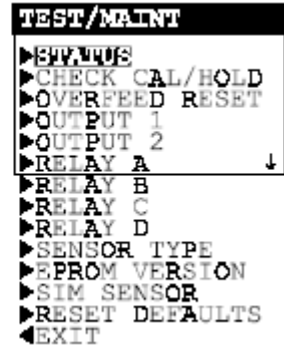 TEST/MAINT
▶STATUS
▶CHECK CAL/HOLD
▶OVERFEED RESET
▶OUTPUT 1
▶OUTPUT 2
▶RELAY A ↓
▶RELAY B
▶RELAY C
▶RELAY D
▶SENSOR TYPE
▶EPROM VERSION
▶SIM SENSOR
▶RESET DEFAULTS
◀EXIT